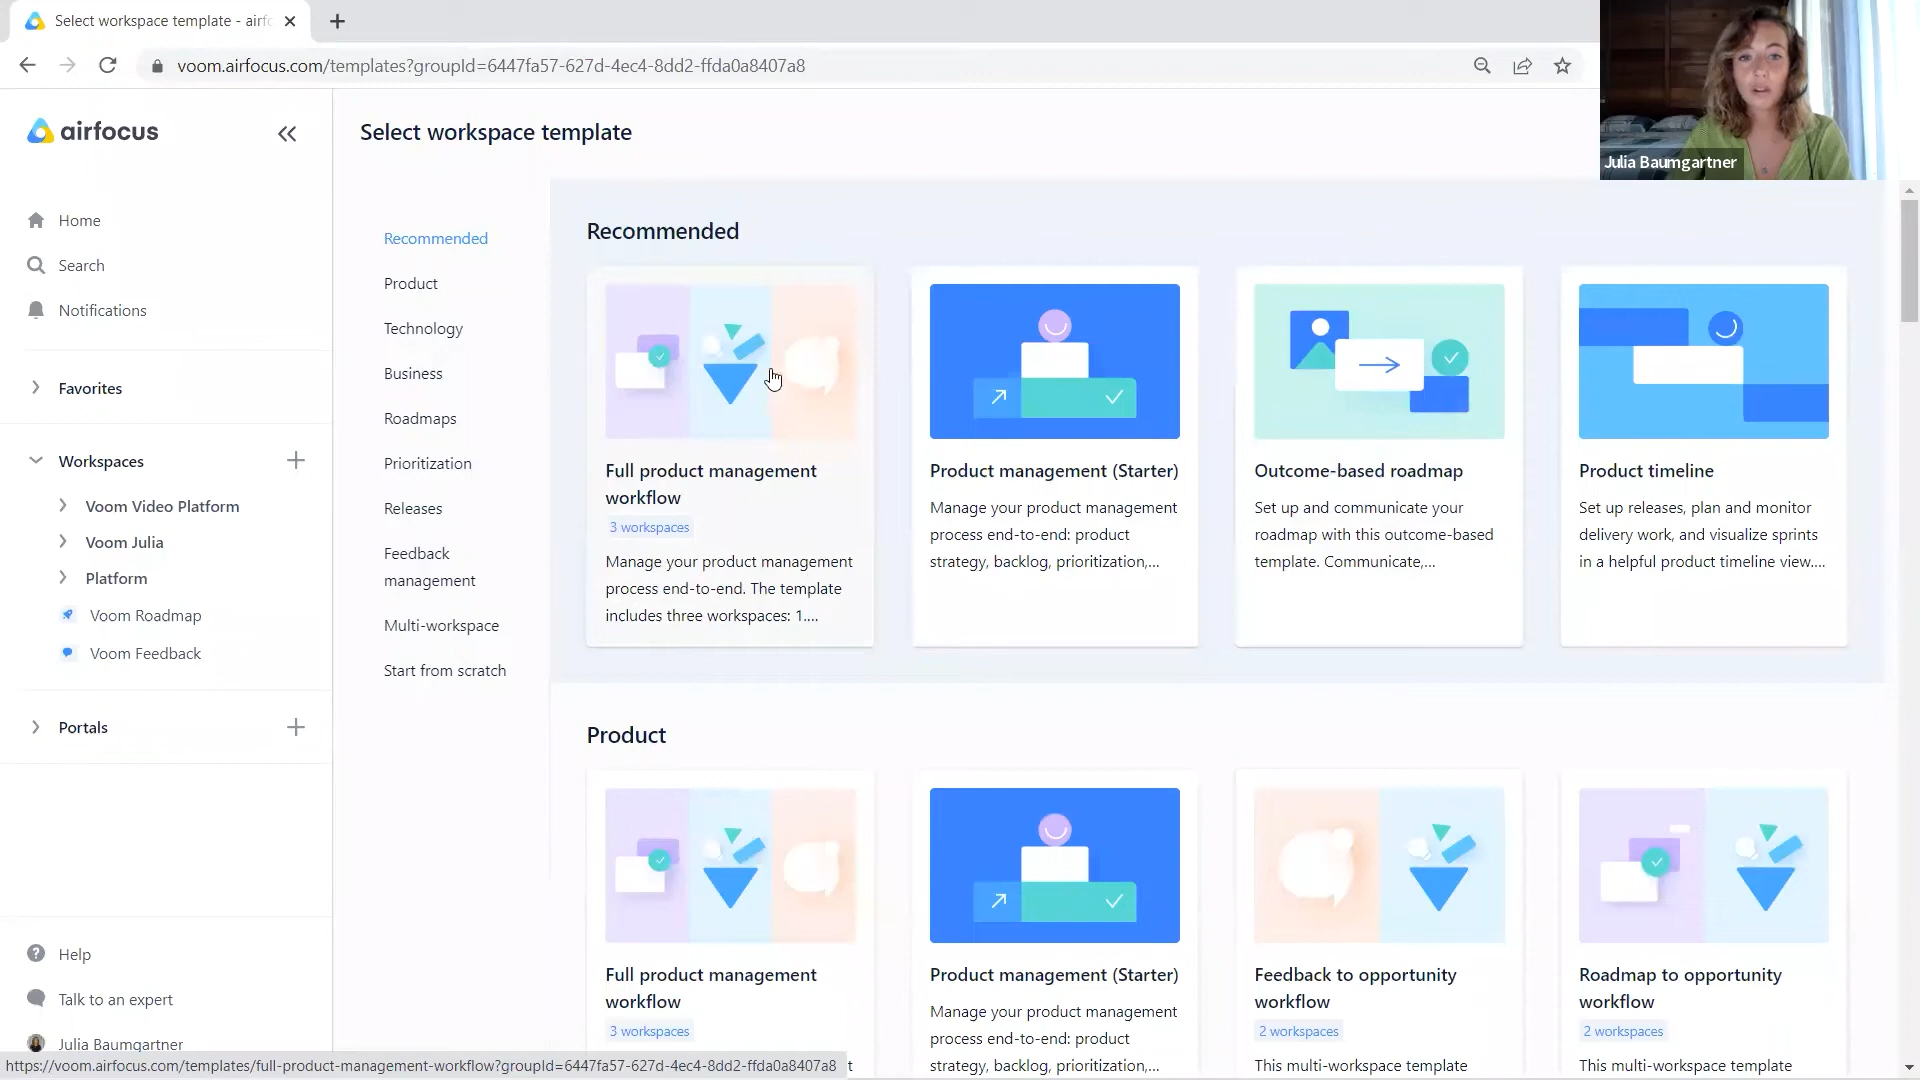 Select workspace template - airfo
voom.airfocus.com/templates?groupId=6447fa57-627d-4ec4-8dd2-ffda0a8407a8
Julia Baumgartner
airfocus
Home
Search
Notifications
Favorites
Workspaces
Voom Video Platform
Voom Julia
Platform
Voom Roadmap
Voom Feedback
Portals
Help
Talk to an expert
Julia Baumgartner
Select workspace template
Recommended
Product
Technology
Business
Roadmaps
Prioritization
Releases
Feedback
management
Multi-workspace
Start from scratch
Recommended
Full product management
workflow
3 workspaces
Manage your product management
process end-to-end. The template
includes three workspaces: 1....
Product management (Starter)
Manage your product management
process end-to-end: product
strategy, backlog, prioritization,...
Outcome-based roadmap
Set up and communicate your
roadmap with this outcome-based
template. Communicate,...
Product timeline
Set up releases, plan and monitor
delivery work, and visualize sprints
in a helpful product timeline view....
Product
Full product management
workflow
3 workspaces
Product management (Starter)
Manage your product management
process end-to-end: product
strategy, backlog, prioritization,...
Feedback to opportunity
workflow
2 workspaces
This multi-workspace template
Roadmap to opportunity
workflow
2 workspaces
This multi-workspace template
https://voom.airfocus.com/templates/full-product-management-workflow?groupId=6447fa57-627d-4ec4-8dd2-ffda0a8407a8